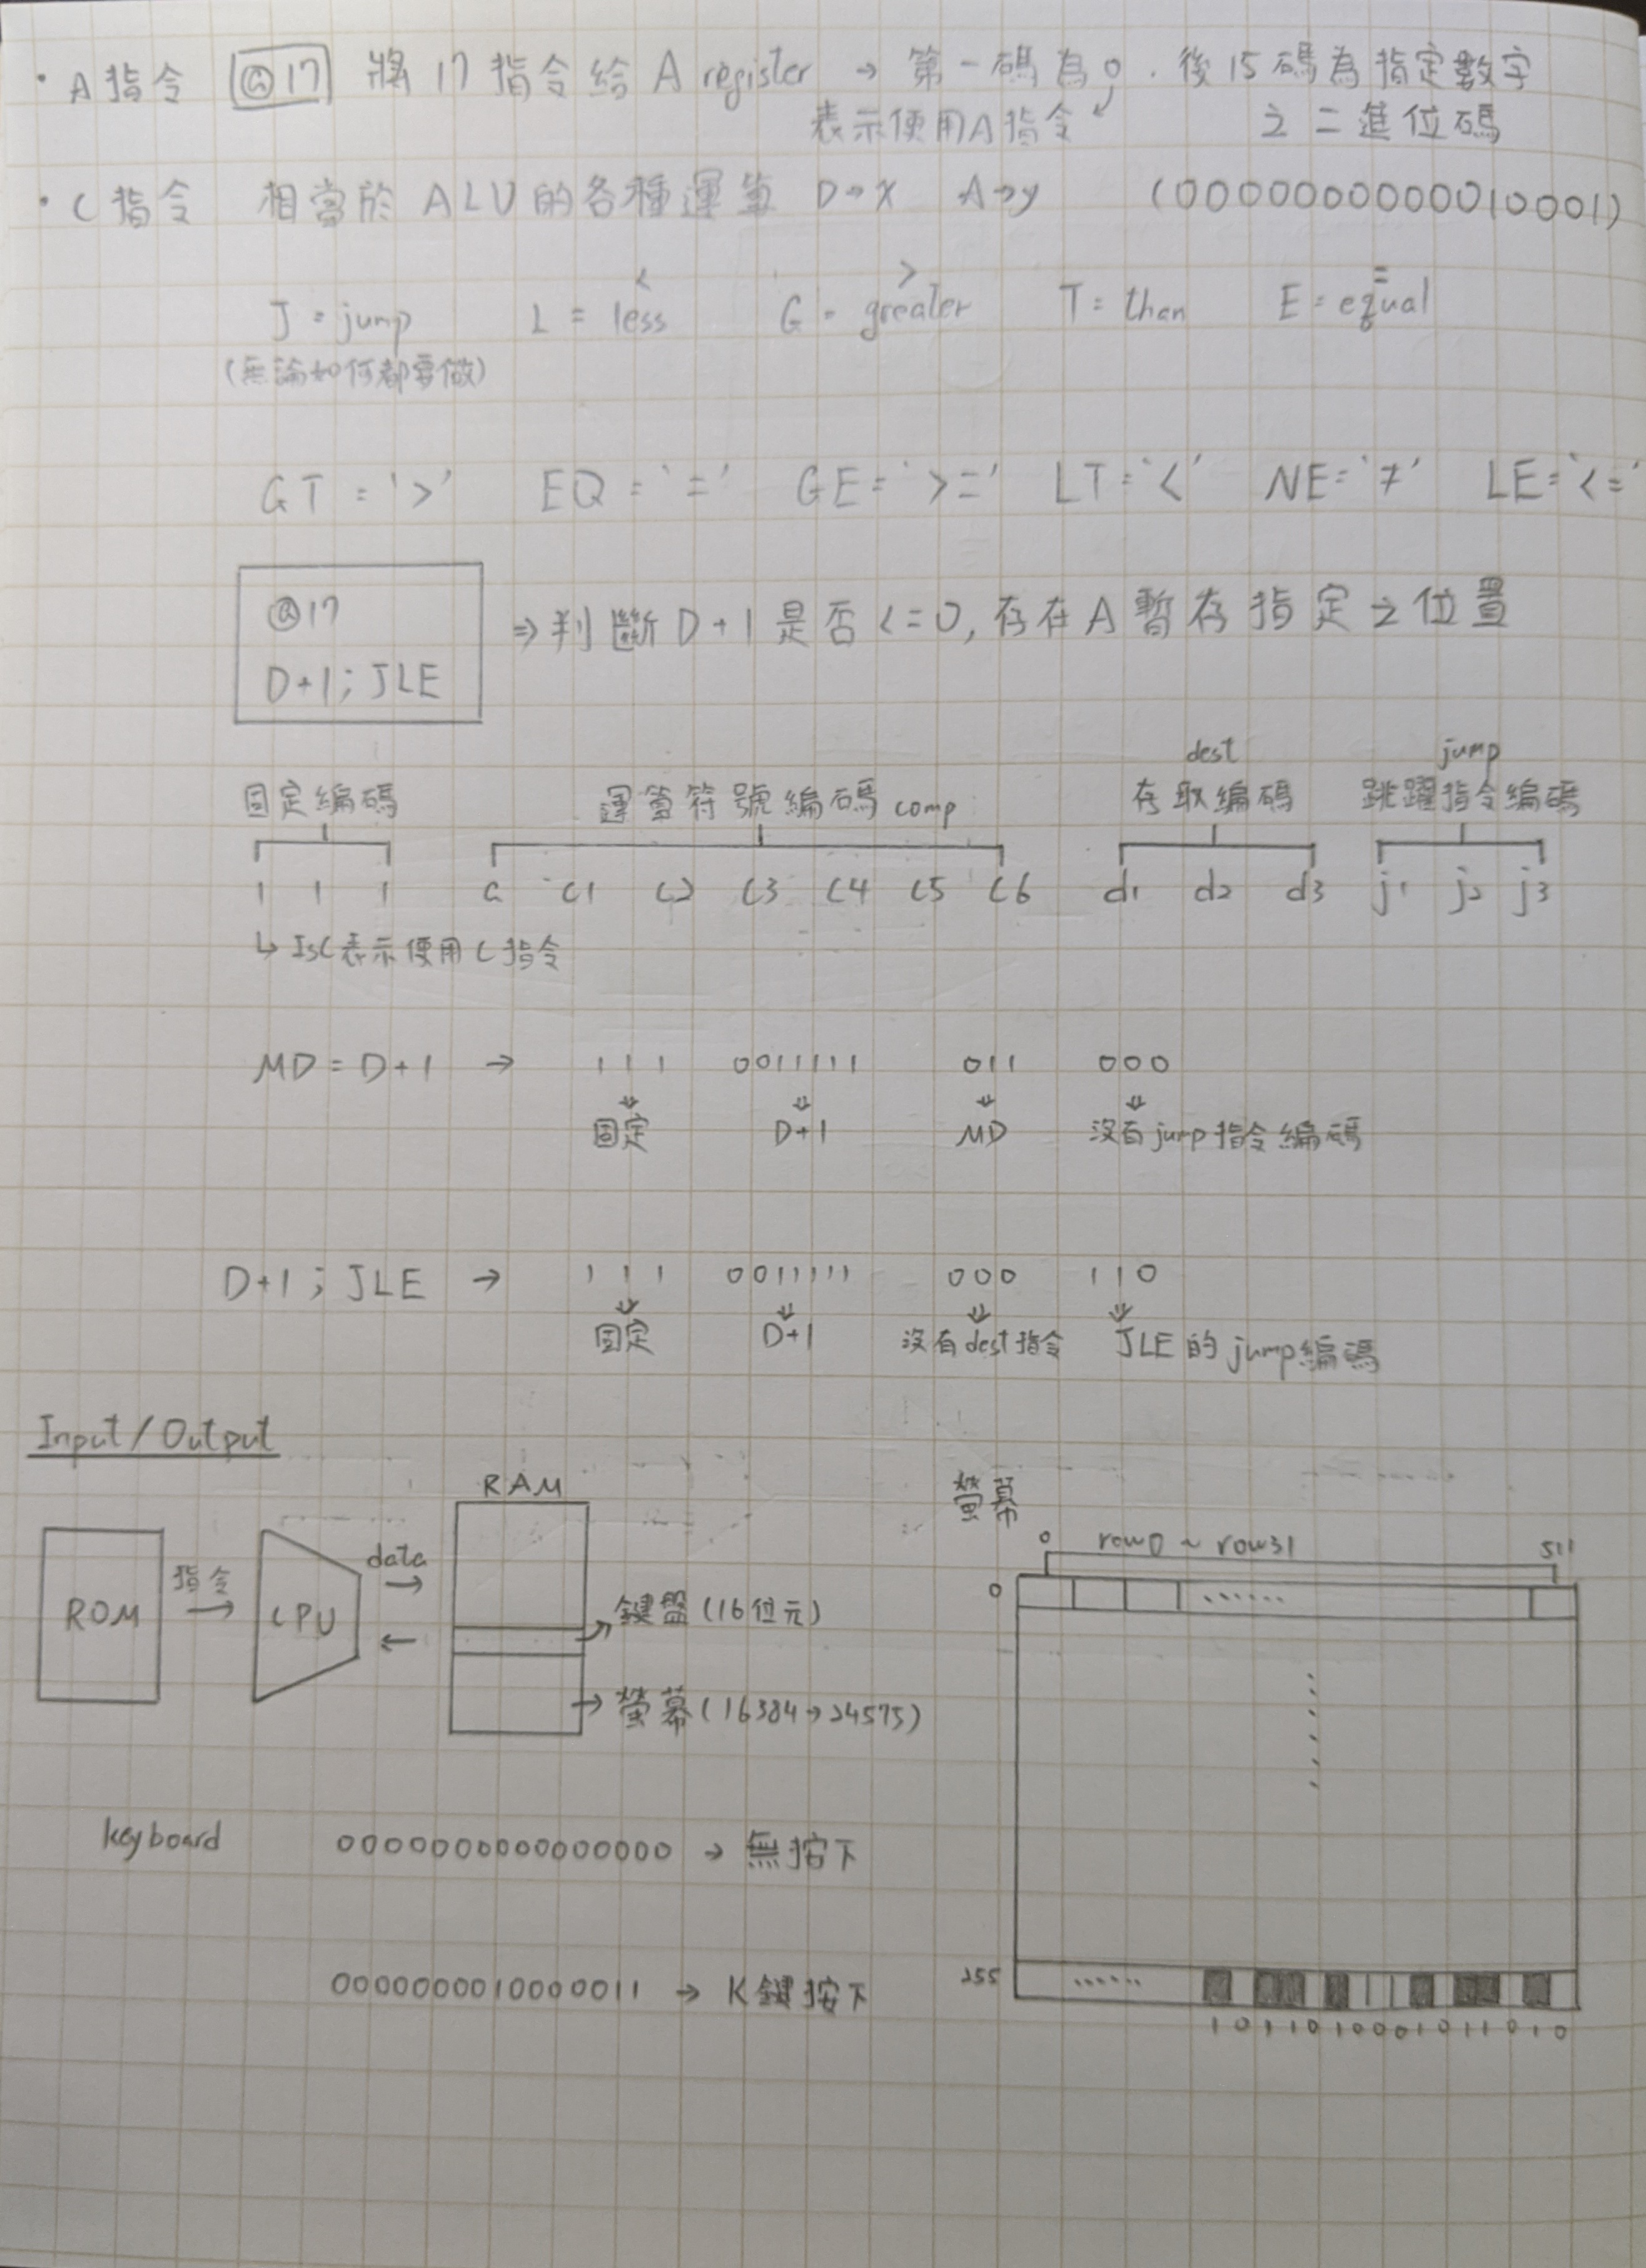 · A指令 @17 將 17 指令給 A register → 第一碼為0.後15碼為指定數字
表示使用A指令 之二進位碼
· C指令 相當於 ALU的各種運算 D→x A→y (0000000000010001)
< > =
J = jump L = less G = greater T = than E = equal
(無論如何都要做)
GT = '>' EQ = '=' GE = '>=' LT = '<' NE = '≠' LE = '<='
@17
⇒ 判斷 D+1 是否 <=0, 存在 A 暫存指定之位置
D+1; JLE
dest jump
固定編碼 運算符號編碼 comp 存取編碼 跳躍指令編碼
1 1 1 a c1 c2 c3 c4 c5 c6 d1 d2 d3 j1 j2 j3
↳ IsC表示使用C指令
MD = D+1 → 1 1 1 0011111 011 000
固定 D+1 MD 沒有jump指令編碼
D+1 ; JLE → 1 1 1 0011111 000 110
固定 D+1 沒有dest指令 JLE的jump編碼
Input / Output
RAM
螢幕
0 row0 ~ row31 511
ROM 指令 → CPU data → ←
0
鍵盤 (16位元)
螢幕 (16384→24575)
keyboard 0000000000000000 → 無按下
0000000010000011 → K鍵按下
255
1011010001011010